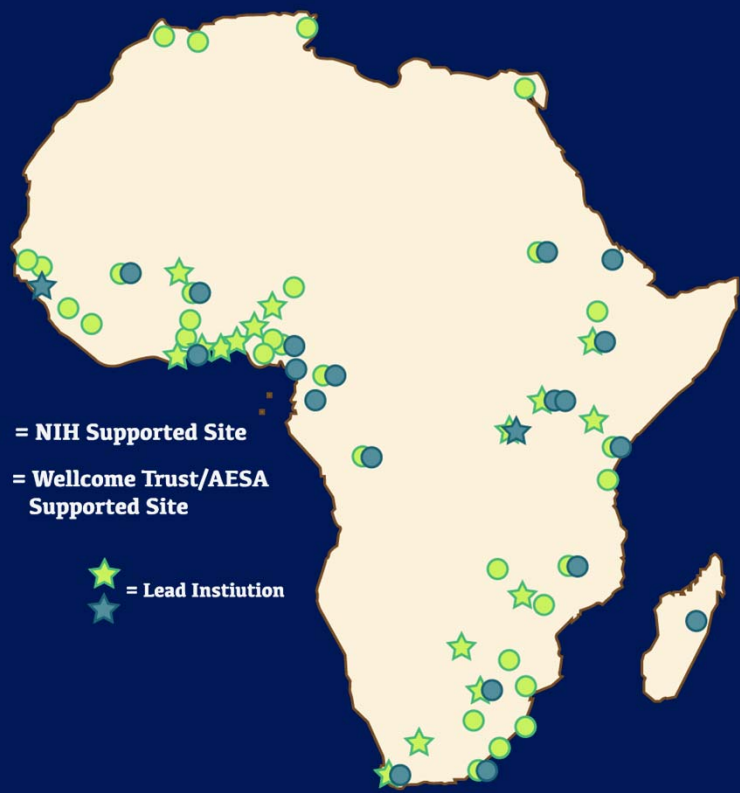 = NIH Supported Site
= Wellcome Trust/AESA
Supported Site
= Lead Instiution